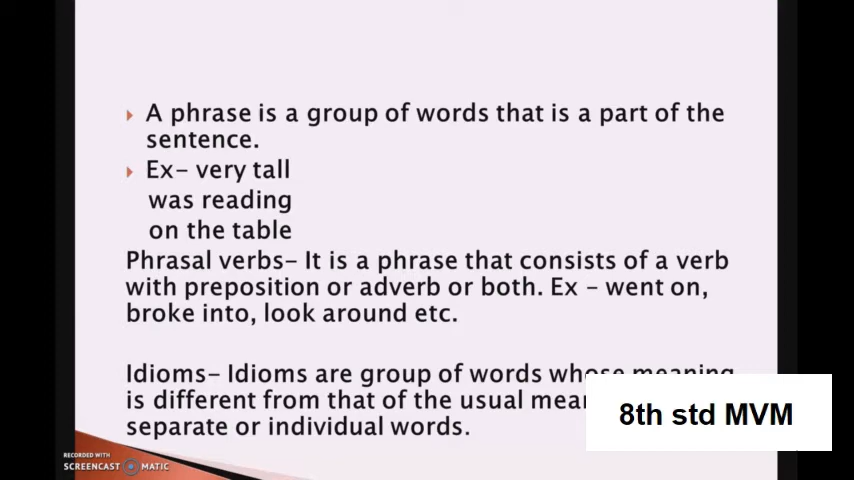 A phrase is a group of words that is a part of the
sentence.
Ex- very tall
was reading
on the table
Phrasal verbs- It is a phrase that consists of a verb
with preposition or adverb or both. Ex - went on,
broke into, look around etc.
Idioms- Idioms are group of words whose meaning
is different from that of the usual
separate or individual words.
8th std MVM
RECORDED WITH
SCREENCAST MATIC